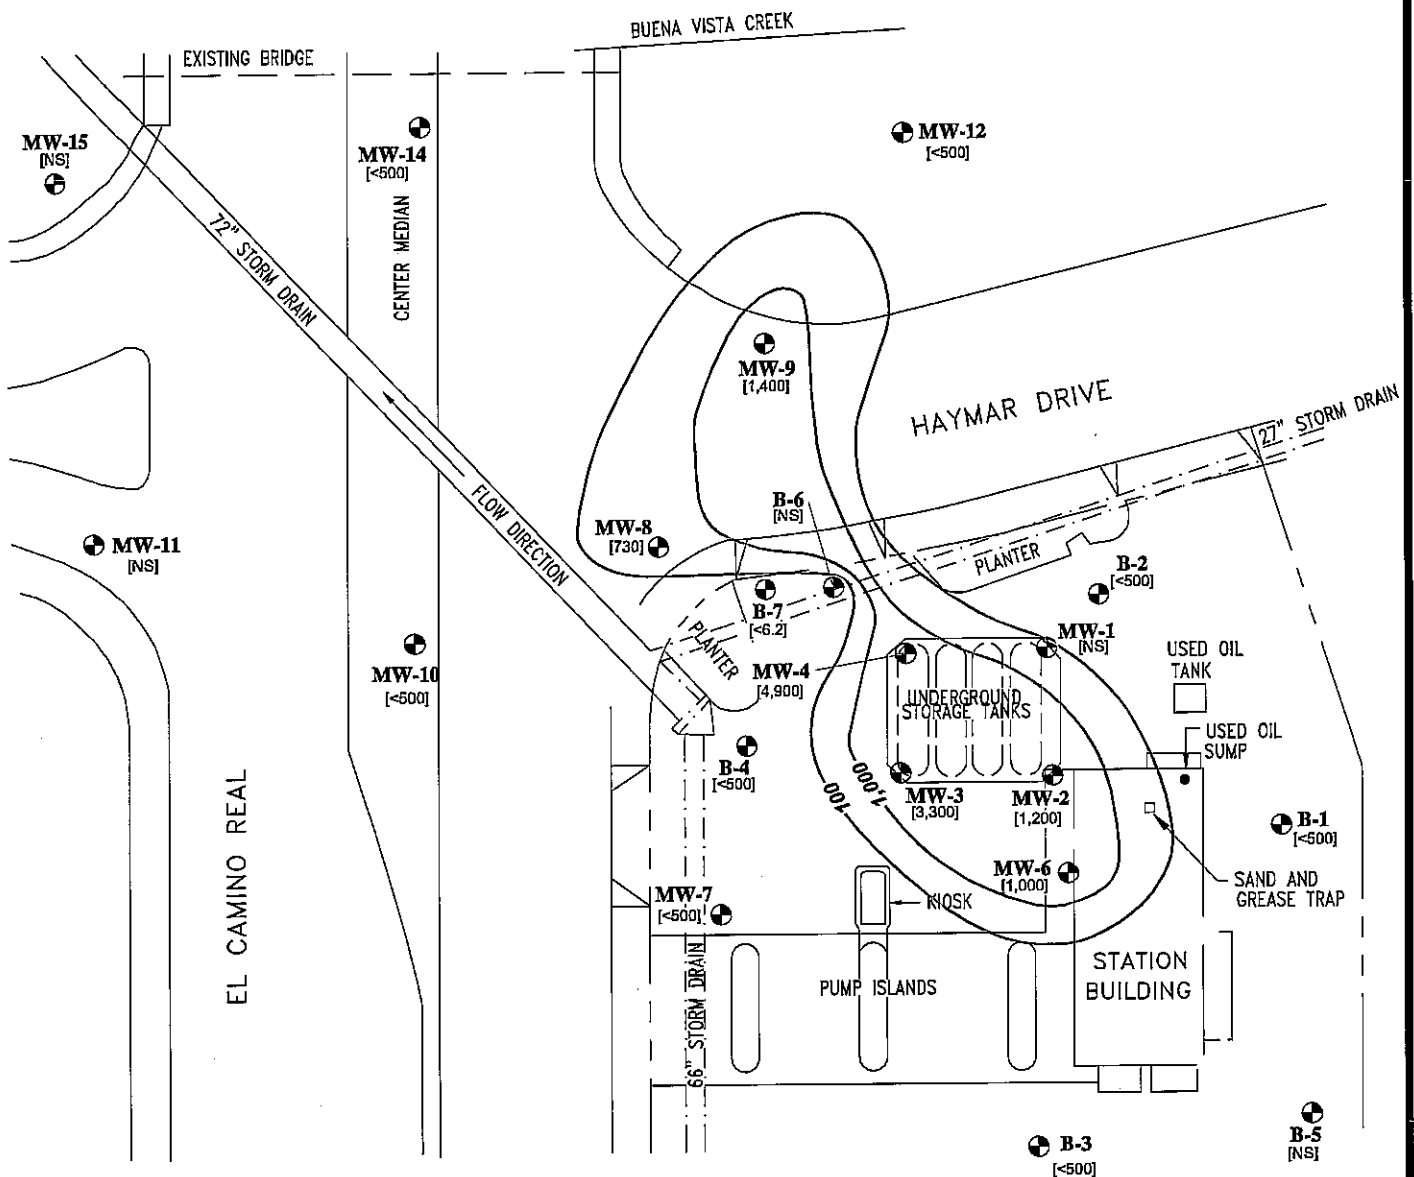 BUENA VISTA CREEK
EXISTING BRIDGE
MW-15
[NS]
MW-14
[<500]
MW-12
[<500]
72" STORM DRAIN
CENTER MEDIAN
MW-9
[1,400]
HAYMAR DRIVE
27" STORM DRAIN
FLOW DIRECTION
B-6
[NS]
MW-8
[730]
MW-11
[NS]
PLANTER
B-2
[<500]
B-7
[<6.2]
PLANTER
MW-1
[NS]
MW-10
[<500]
MW-4
[4,900]
USED OIL
TANK
UNDERGROUND
STORAGE TANKS
USED OIL
SUMP
B-4
[<500]
1,000
100
MW-3
[3,300]
MW-2
[1,200]
B-1
[<500]
MW-6
[1,000]
SAND AND
GREASE TRAP
MW-7
[<500]
KIOSK
EL CAMINO REAL
66" STORM DRAIN
PUMP ISLANDS
STATION
BUILDING
B-3
[<500]
B-5
[NS]